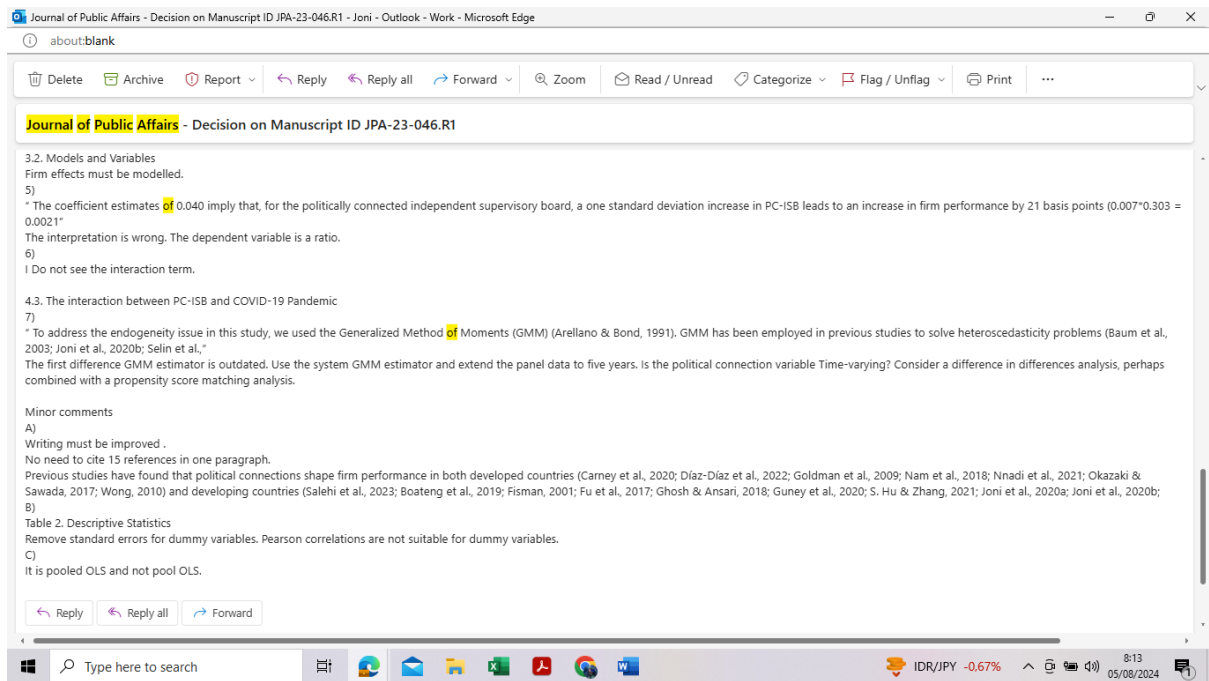 Journal of Public Affairs - Decision on Manuscript ID JPA-23-046.R1 - Joni - Outlook - Work - Microsoft Edge
about:blank
Delete Archive Report Reply Reply all Forward Zoom Read / Unread Categorize Flag / Unflag Print ...
Journal of Public Affairs - Decision on Manuscript ID JPA-23-046.R1
3.2. Models and Variables
Firm effects must be modelled.
5)
“ The coefficient estimates of 0.040 imply that, for the politically connected independent supervisory board, a one standard deviation increase in PC-ISB leads to an increase in firm performance by 21 basis points (0.007*0.303 =
0.0021”
The interpretation is wrong. The dependent variable is a ratio.
6)
I Do not see the interaction term.
4.3. The interaction between PC-ISB and COVID-19 Pandemic
7)
“ To address the endogeneity issue in this study, we used the Generalized Method of Moments (GMM) (Arellano & Bond, 1991). GMM has been employed in previous studies to solve heteroscedasticity problems (Baum et al.,
2003; Joni et al., 2020b; Selin et al.,“
The first difference GMM estimator is outdated. Use the system GMM estimator and extend the panel data to five years. Is the political connection variable Time-varying? Consider a difference in differences analysis, perhaps
combined with a propensity score matching analysis.
Minor comments
A)
Writing must be improved .
No need to cite 15 references in one paragraph.
Previous studies have found that political connections shape firm performance in both developed countries (Carney et al., 2020; Díaz-Díaz et al., 2022; Goldman et al., 2009; Nam et al., 2018; Nnadi et al., 2021; Okazaki &
Sawada, 2017; Wong, 2010) and developing countries (Salehi et al., 2023; Boateng et al., 2019; Fisman, 2001; Fu et al., 2017; Ghosh & Ansari, 2018; Guney et al., 2020; S. Hu & Zhang, 2021; Joni et al., 2020a; Joni et al., 2020b;
B)
Table 2. Descriptive Statistics
Remove standard errors for dummy variables. Pearson correlations are not suitable for dummy variables.
C)
It is pooled OLS and not pool OLS.
Reply Reply all Forward
Type here to search
IDR/JPY -0,67%
8:13
05/08/2024
1